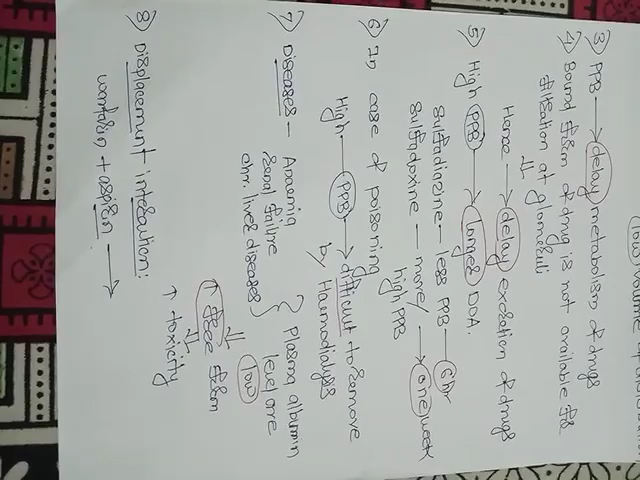 low volume of distribution
3) PPB → delay metabolism of drugs
4) Bound form of drug is not available for
filtration at glomeruli
⇓
Hence → delay excretion of drugs
5) High PPB → longer DOA.
Sulfadiazine – less PPB – 6hr
Sulfadoxine – more/ high PPB → one week
6) In case of poisoning
High – PPB → difficult to remove
by Haemodialysis
7) Diseases – Anaemia
renal failure
chr. liver diseases } Plasma albumin
level are
low
⇓
↑ free form
⇓
↑ toxicity
8) Displacement interaction:
warfarin + aspirin →